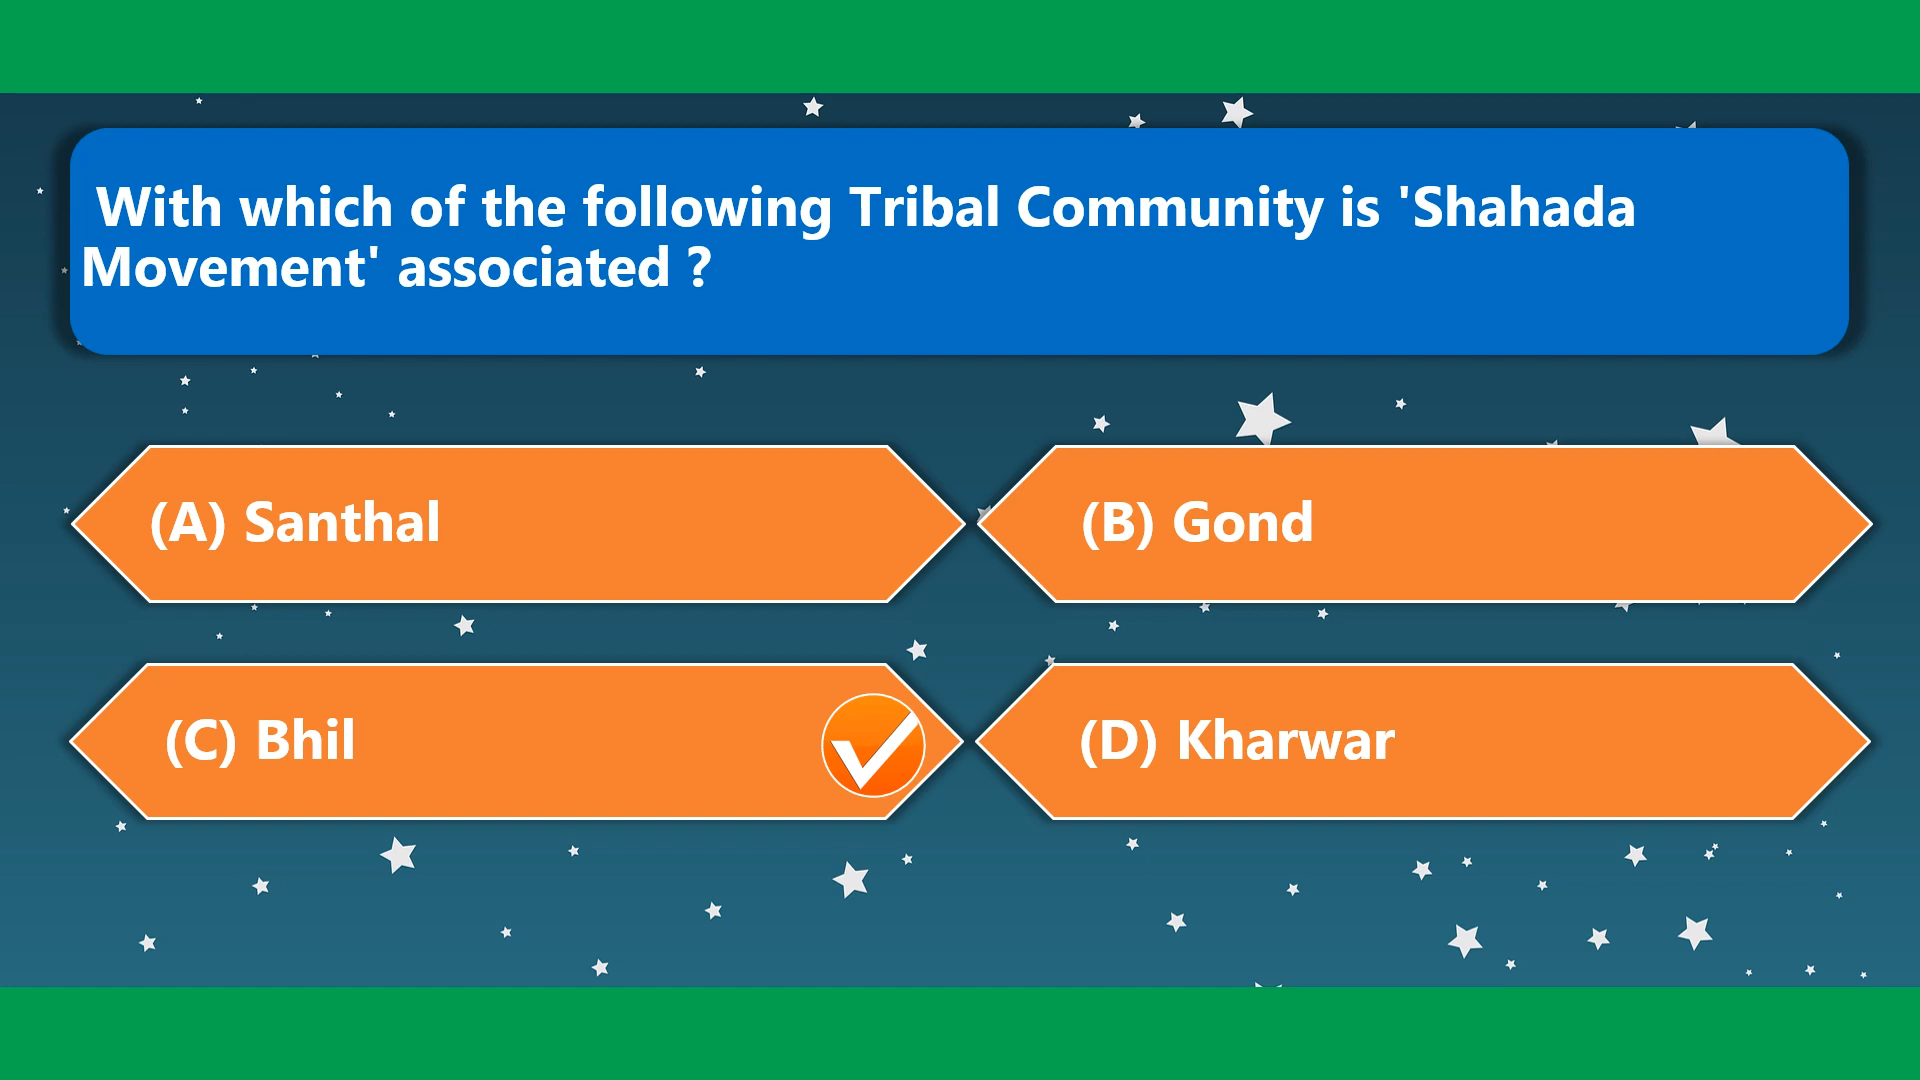 With which of the following Tribal Community is 'Shahada
Movement' associated ?
(A) Santhal
(B) Gond
(C) Bhil
(D) Kharwar